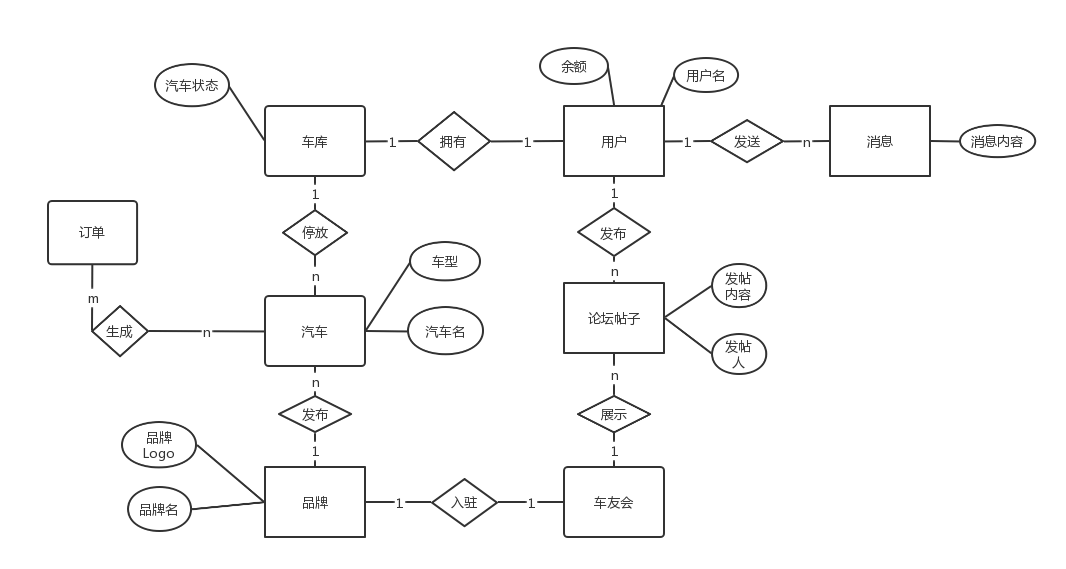 余额
用户名
汽车状态
车库
1
拥有
1
用户
1
发送
n
消息
消息内容
1
1
订单
停放
发布
车型
n
n
发帖
内容
m
论坛帖子
生成
n
汽车
汽车名
发帖
人
n
n
发布
展示
品牌
Logo
1
1
品牌名
品牌
1
入驻
1
车友会